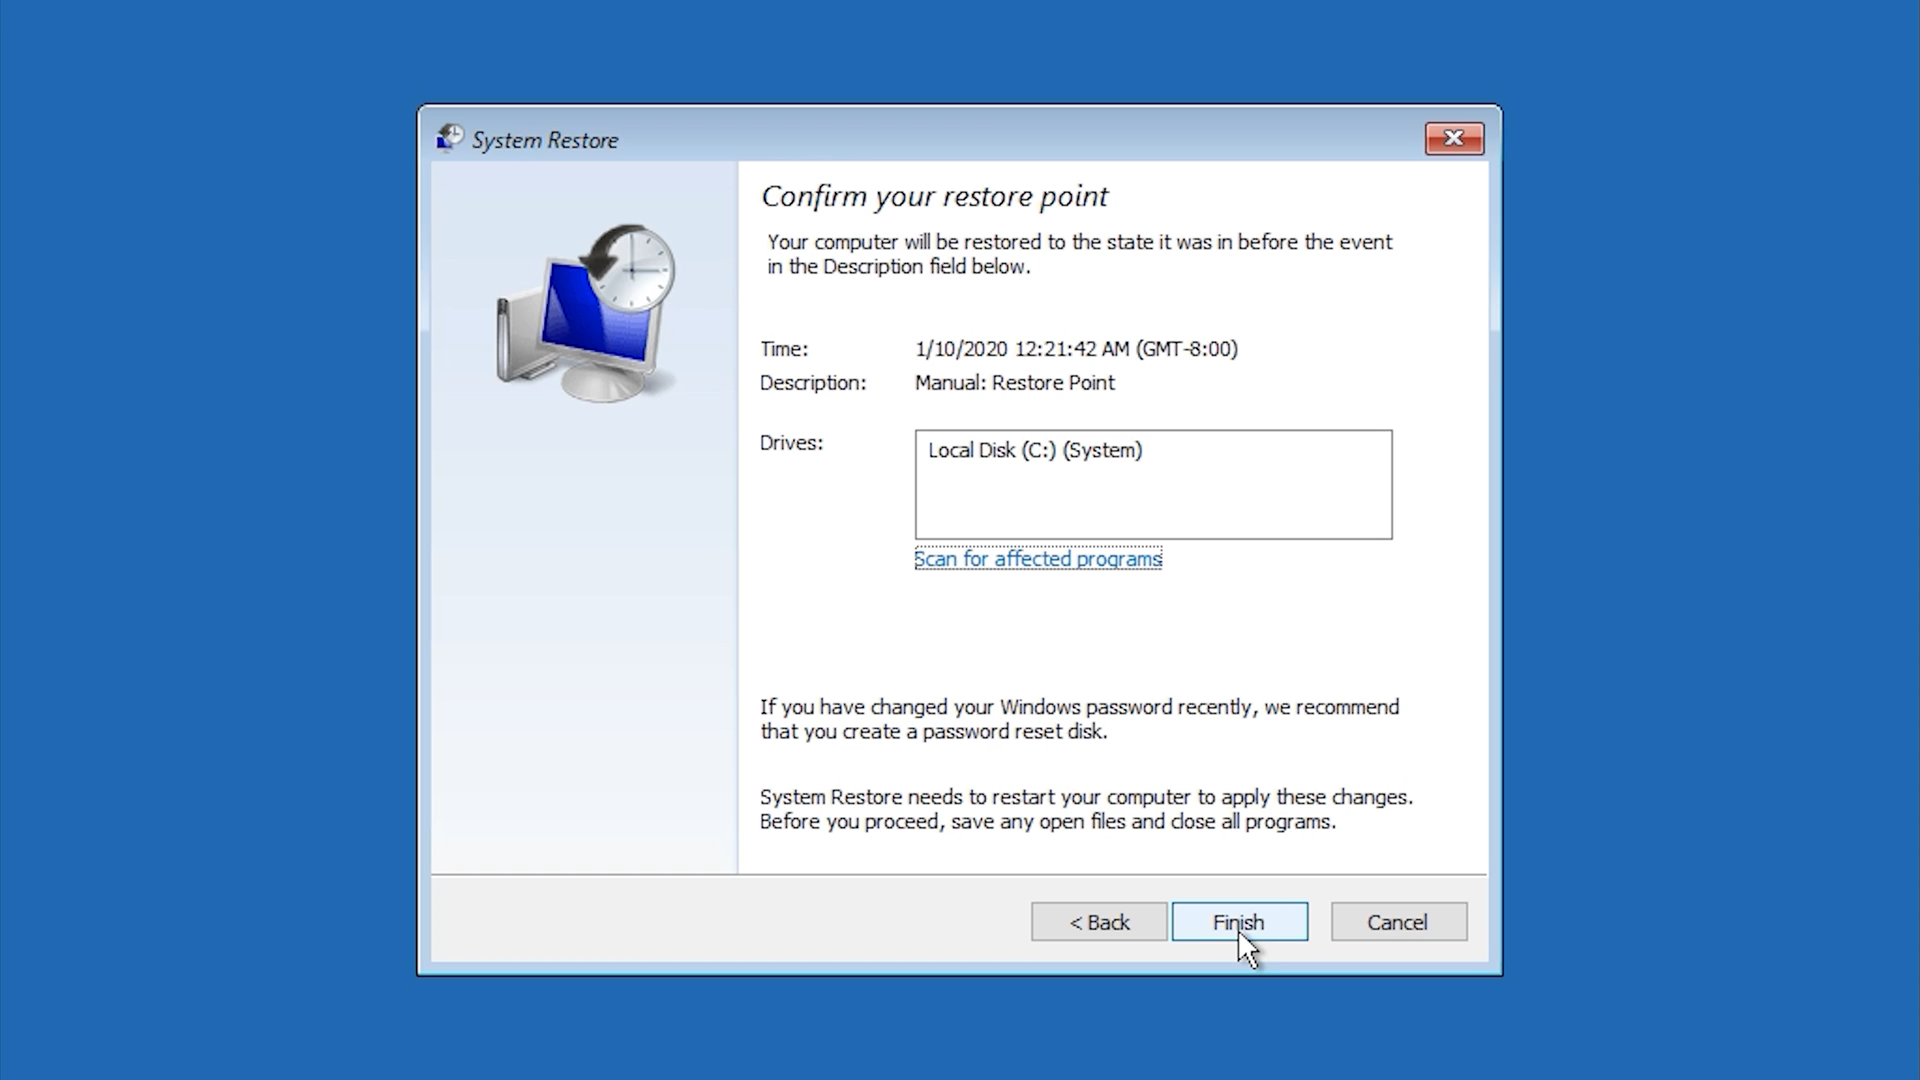 System Restore
Confirm your restore point
Your computer will be restored to the state it was in before the event
in the Description field below.
Time: 1/10/2020 12:21:42 AM (GMT-8:00)
Description: Manual: Restore Point
Drives: Local Disk (C:) (System)
Scan for affected programs
If you have changed your Windows password recently, we recommend
that you create a password reset disk.
System Restore needs to restart your computer to apply these changes.
Before you proceed, save any open files and close all programs.
< Back Finish Cancel